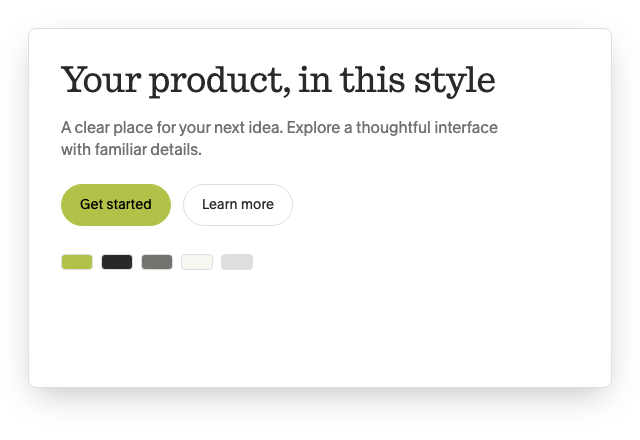 Your product, in this style
A clear place for your next idea. Explore a thoughtful interface
with familiar details.
Get started
Learn more